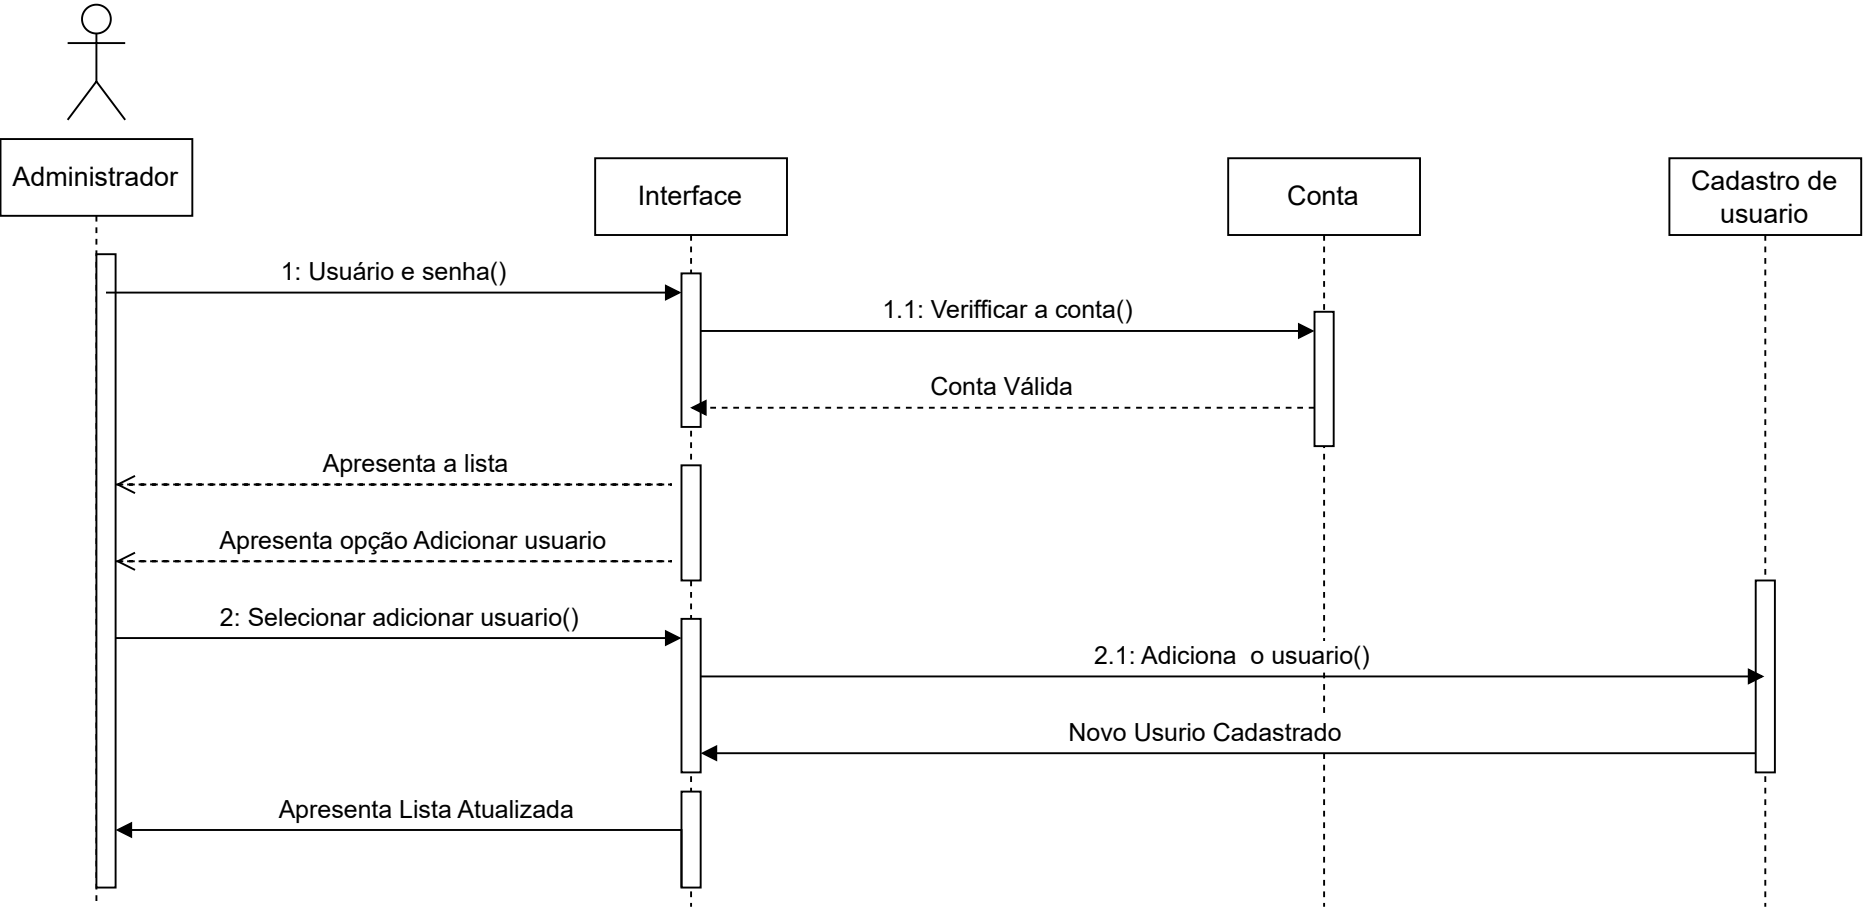 Administrador
Interface
Conta
Cadastro de
usuario
1: Usuário e senha()
1.1: Veriffícar a conta()
Conta Válida
Apresenta a lista
Apresenta opção Adicionar usuario
2: Selecionar adicionar usuario()
2.1: Adiciona  o usuario()
Novo Usurio Cadastrado
Apresenta Lista Atualizada